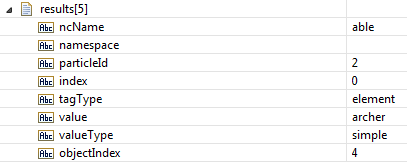 results[5]
Abc ncName able
Abc namespace
Abc particleId 2
Abc index 0
Abc tagType element
Abc value archer
Abc valueType simple
Abc objectIndex 4